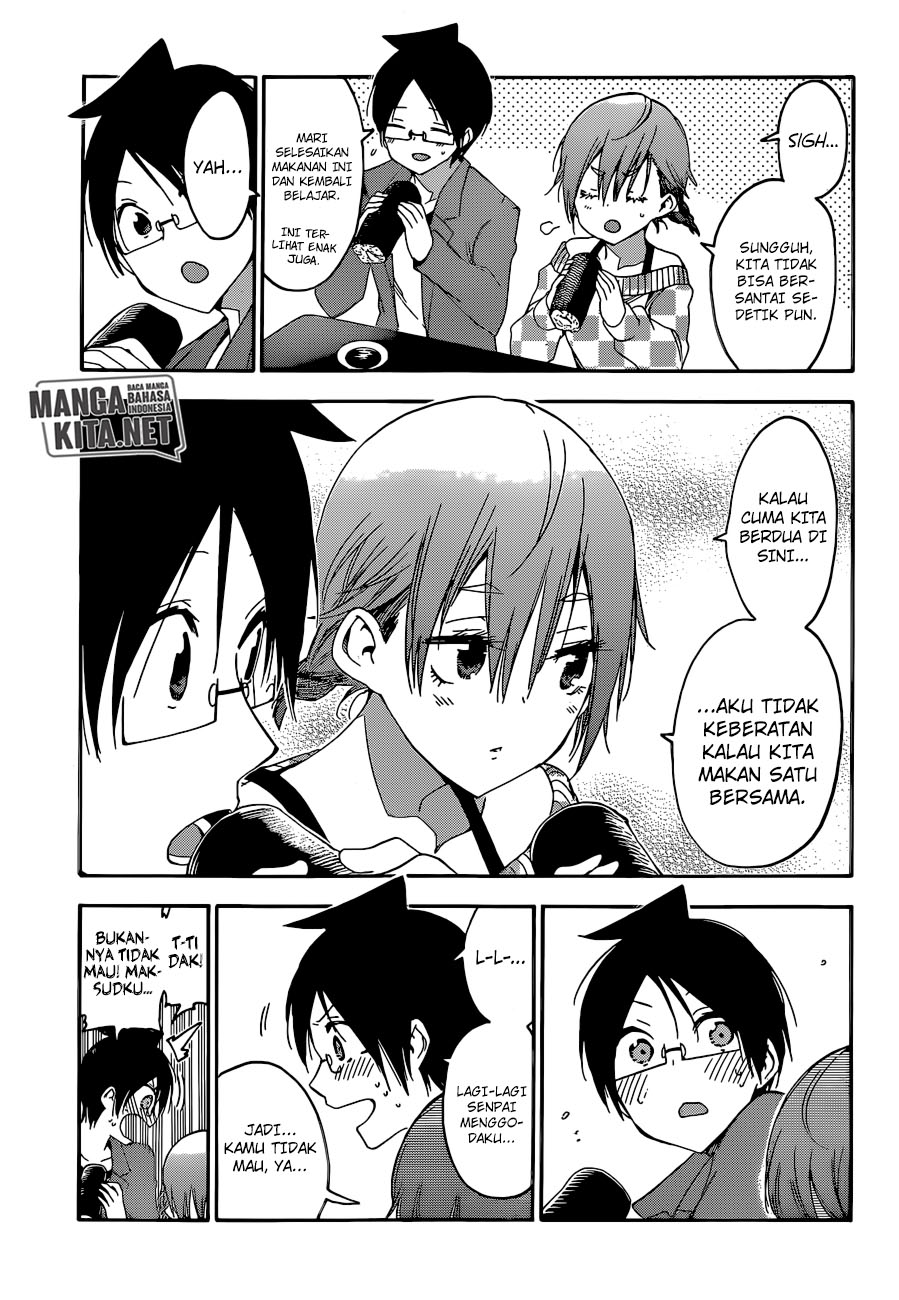 SIGH...
SUNGGUH,
KITA TIDAK
BISA BER-
SANTAI SE-
DETIK PUN.
MARI
SELESAIKAN
MAKANAN INI
DAN KEMBALI
BELAJAR.
INI TER-
LIHAT ENAK
JUGA.
YAH...
MANGA
KITA.NET
BACA MANGA
BAHASA
INDONESIA
KALAU
CUMA KITA
BERDUA DI
SINI...
...AKU TIDAK
KEBERATAN
KALAU KITA
MAKAN SATU
BERSAMA.
L-L-...
LAGI-LAGI
SENPAI
MENGGO-
DAKU...
JADI...
KAMU TIDAK
MAU, YA...
T-TI
DAK!
BUKAN-
NYA TIDAK
MAU! MAK-
SUDKU...